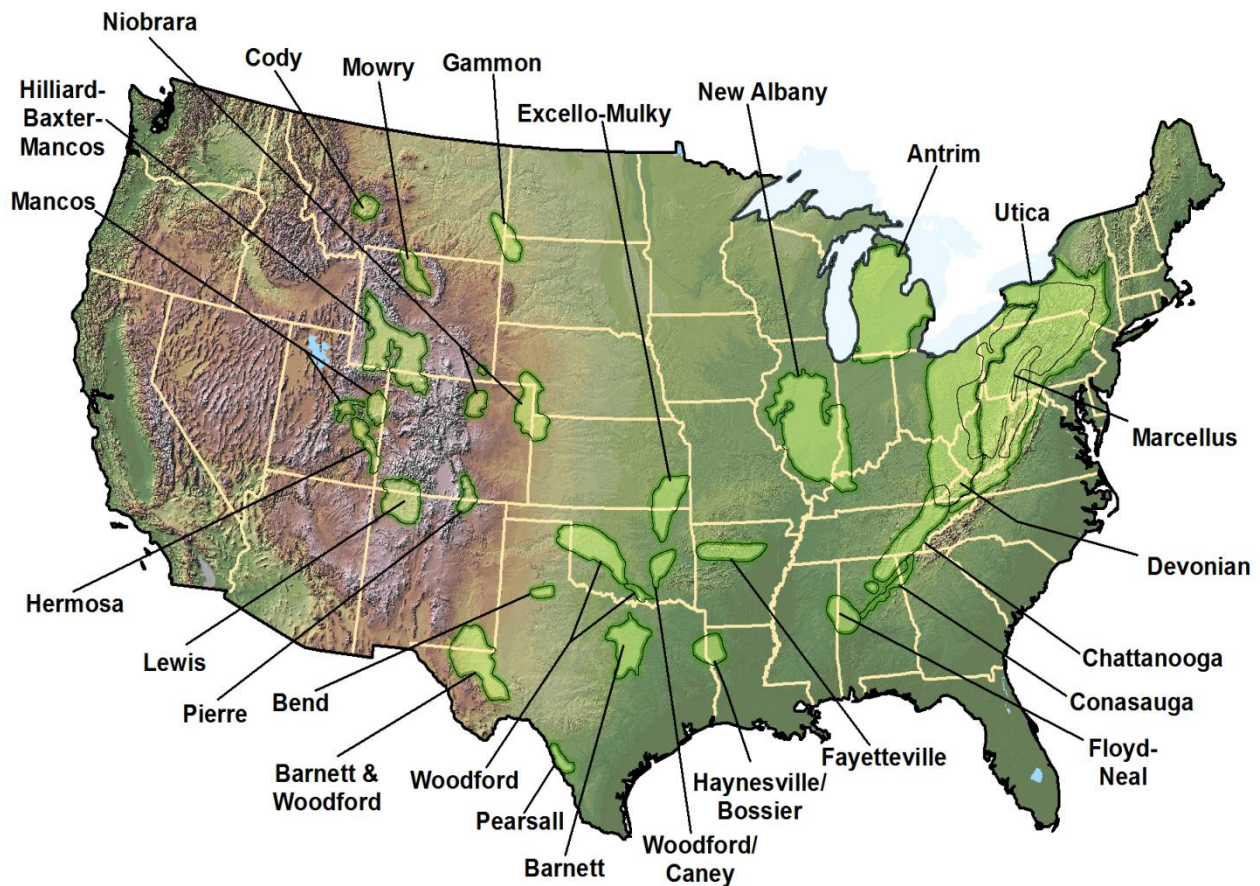 Niobrara
Cody
Mowry
Gammon
Hilliard-
Baxter-
Mancos
Excello-Mulky
New Albany
Antrim
Mancos
Utica
Marcellus
Devonian
Hermosa
Lewis
Pierre
Bend
Chattanooga
Conasauga
Floyd-
Neal
Fayetteville
Barnett &
Woodford
Woodford
Haynesville/
Bossier
Pearsall
Barnett
Woodford/
Caney